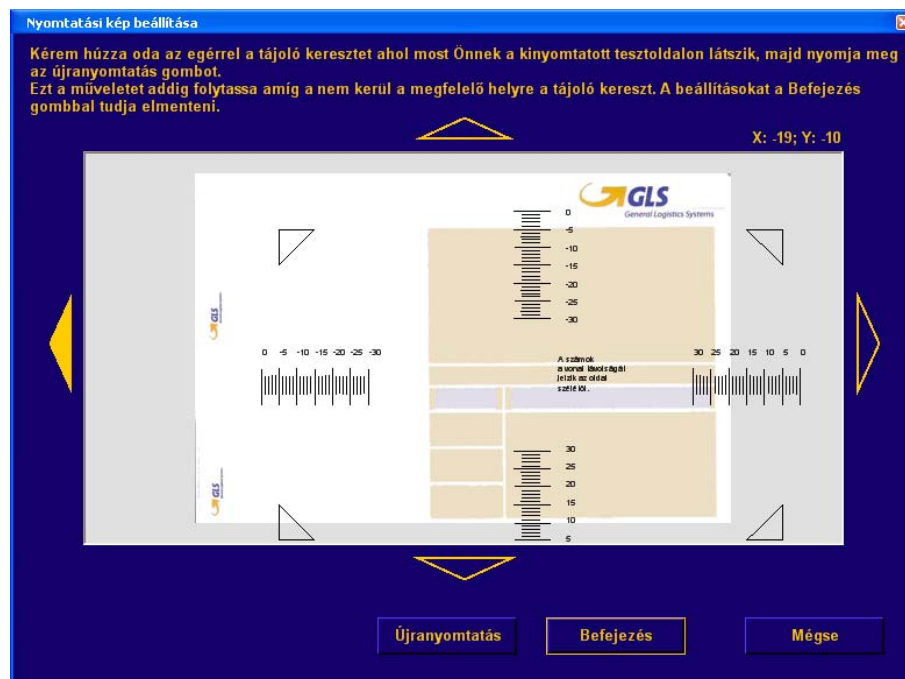 Nyomtatási kép beállítása
Kérem húzza oda az egérrel a tájoló keresztet ahol most Önnek a kinyomtatott tesztoldalon látszik, majd nyomja meg
az újranyomtatás gombot.
Ezt a műveletet addig folytassa amíg a nem kerül a megfelelő helyre a tájoló kereszt. A beállításokat a Befejezés
gombbal tudja elmenteni.
X: -19; Y: -10
GLS
General Logistics Systems
0
-5
-10
-15
-20
-25
-30
GLS
0 -5 -10 -15 -20 -25 -30
A számok
a vonal távolságát
jelzik az oldal
szélétől.
30 25 20 15 10 5 0
30
25
20
15
10
5
GLS
Újranyomtatás
Befejezés
Mégse